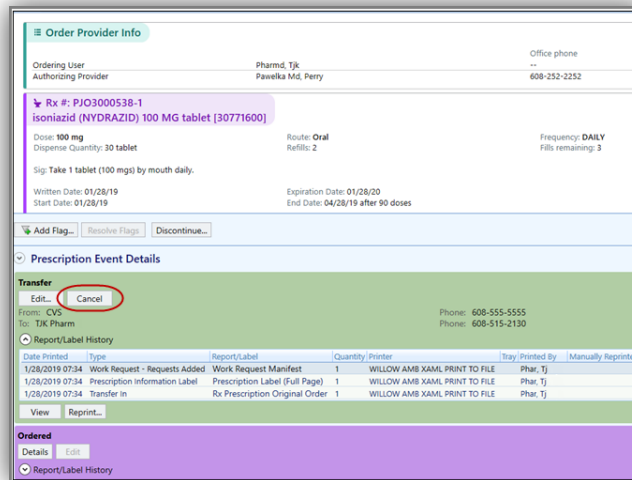 Order Provider Info
Office phone
Ordering User Pharmd, Tjk --
Authorizing Provider Pawelka Md, Perry 608-252-2252
Rx #: PJO3000538-1
isoniazid (NYDRAZID) 100 MG tablet [30771600]
Dose: 100 mg Route: Oral Frequency: DAILY
Dispense Quantity: 30 tablet Refills: 2 Fills remaining: 3
Sig: Take 1 tablet (100 mgs) by mouth daily.
Written Date: 01/28/19 Expiration Date: 01/28/20
Start Date: 01/28/19 End Date: 04/28/19 after 90 doses
Add Flag... Resolve Flags Discontinue...
Prescription Event Details
Transfer
Edit... Cancel
From: CVS Phone: 608-555-5555
To: TJK Pharm Phone: 608-515-2130
Report/Label History
Date Printed Type Report/Label Quantity Printer Tray Printed By Manually Reprinte
1/28/2019 07:34 Work Request - Requests Added Work Request Manifest 1 WILLOW AMB XAML PRINT TO FILE Phar, Tj
1/28/2019 07:34 Prescription Information Label Prescription Label (Full Page) 1 WILLOW AMB XAML PRINT TO FILE Phar, Tj
1/28/2019 07:34 Transfer In Rx Prescription Original Order 1 WILLOW AMB XAML PRINT TO FILE Phar, Tj
View Reprint...
Ordered
Details Edit
Report/Label History